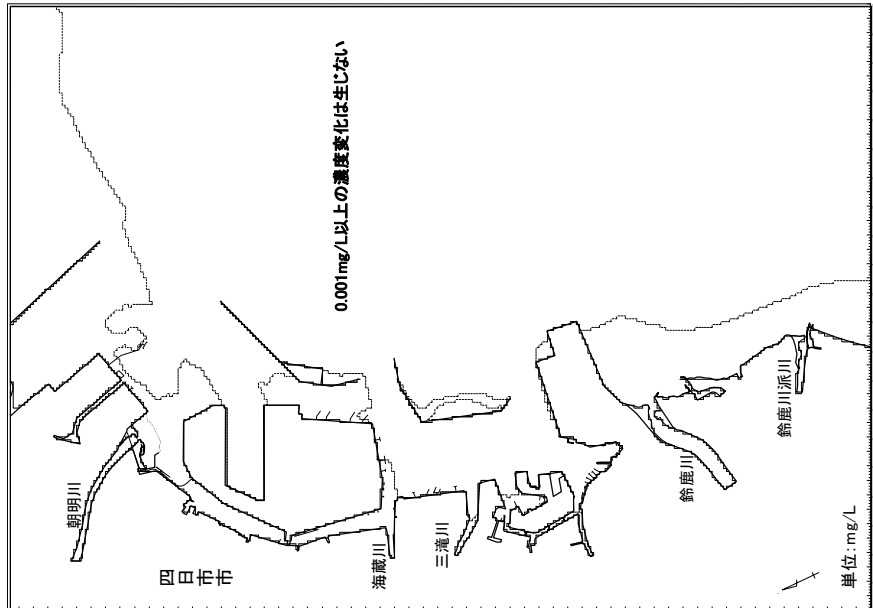 0.001mg/L以上の濃度変化は生じない
朝明川
四日市市
海蔵川
三滝川
鈴鹿川
鈴鹿川派川
単位:mg/L